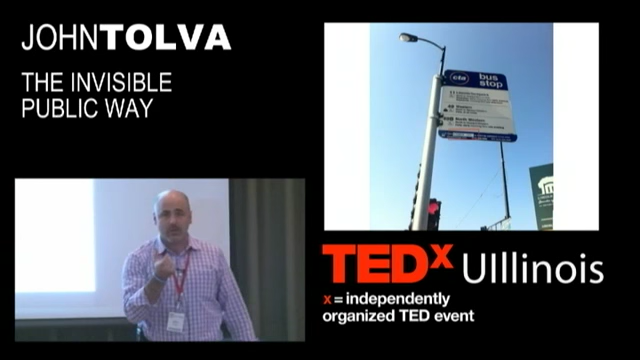 JOHNTOLVA
THE INVISIBLE
PUBLIC WAY
cta
bus
stop
TEDx UIllinois
x = independently
organized TED event